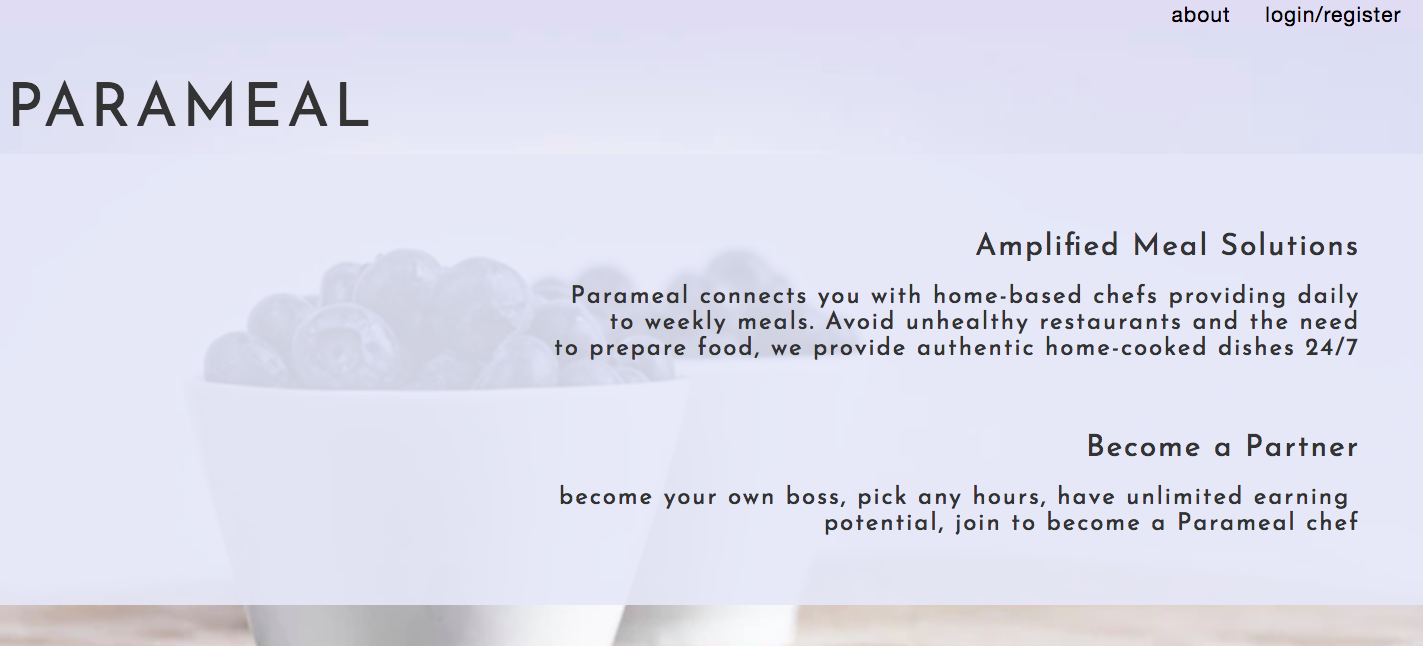 about login/register
PARAMEAL
Amplified Meal Solutions
Parameal connects you with home-based chefs providing daily
to weekly meals. Avoid unhealthy restaurants and the need
to prepare food, we provide authentic home-cooked dishes 24/7
Become a Partner
become your own boss, pick any hours, have unlimited earning
potential, join to become a Parameal chef